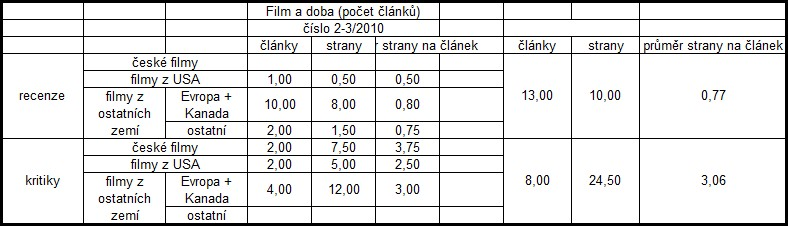 Film a doba (počet článků)
číslo 2-3/2010
články strany r strany na článek články strany průměr strany na článek
recenze české filmy
filmy z USA 1,00 0,50 0,50
filmy z ostatních zemí Evropa + Kanada 10,00 8,00 0,80 13,00 10,00 0,77
ostatní 2,00 1,50 0,75
kritiky české filmy 2,00 7,50 3,75
filmy z USA 2,00 5,00 2,50
filmy z ostatních zemí Evropa + Kanada 4,00 12,00 3,00 8,00 24,50 3,06
ostatní